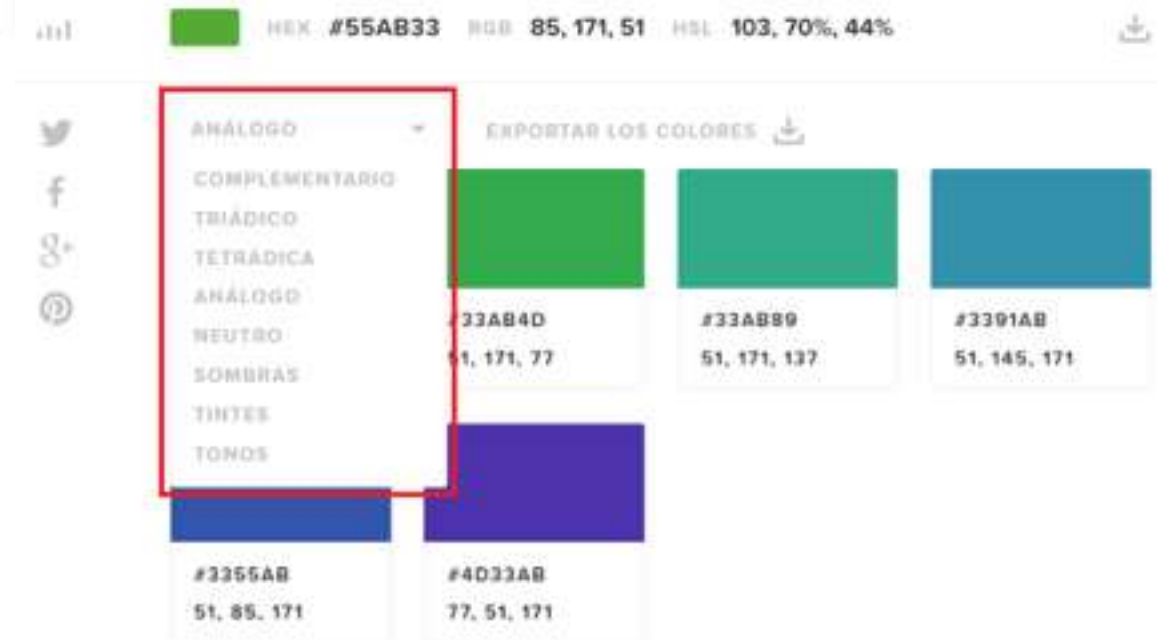 HEX #55AB33 RGB 85, 171, 51 HSL 103, 70%, 44%
ANÁLOGO
EXPORTAR LOS COLORES
COMPLEMENTARIO
TRIÁDICO
TETRÁDICA
ANÁLOGO
NEUTRO
SOMBRAS
TINTES
TONOS
#33AB4D
51, 171, 77
#33AB89
51, 171, 137
#3391AB
51, 145, 171
#3355AB
51, 85, 171
#4D33AB
77, 51, 171